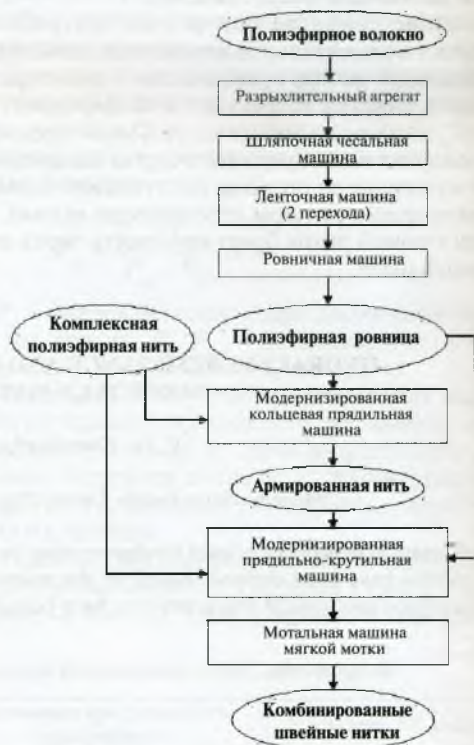 Полиэфирное волокно
Разрыхлительный агрегат
Шляпочная чесальная
машина
Ленточная машина
(2 перехода)
Ровничная машина
Комплексная
полиэфирная нить
Полиэфирная ровница
Модернизированная
кольцевая прядильная
машина
Армированная нить
Модернизированная
прядильно-крутильная
машина
Мотальная машина
мягкой мотки
Комбинированные
швейные нитки